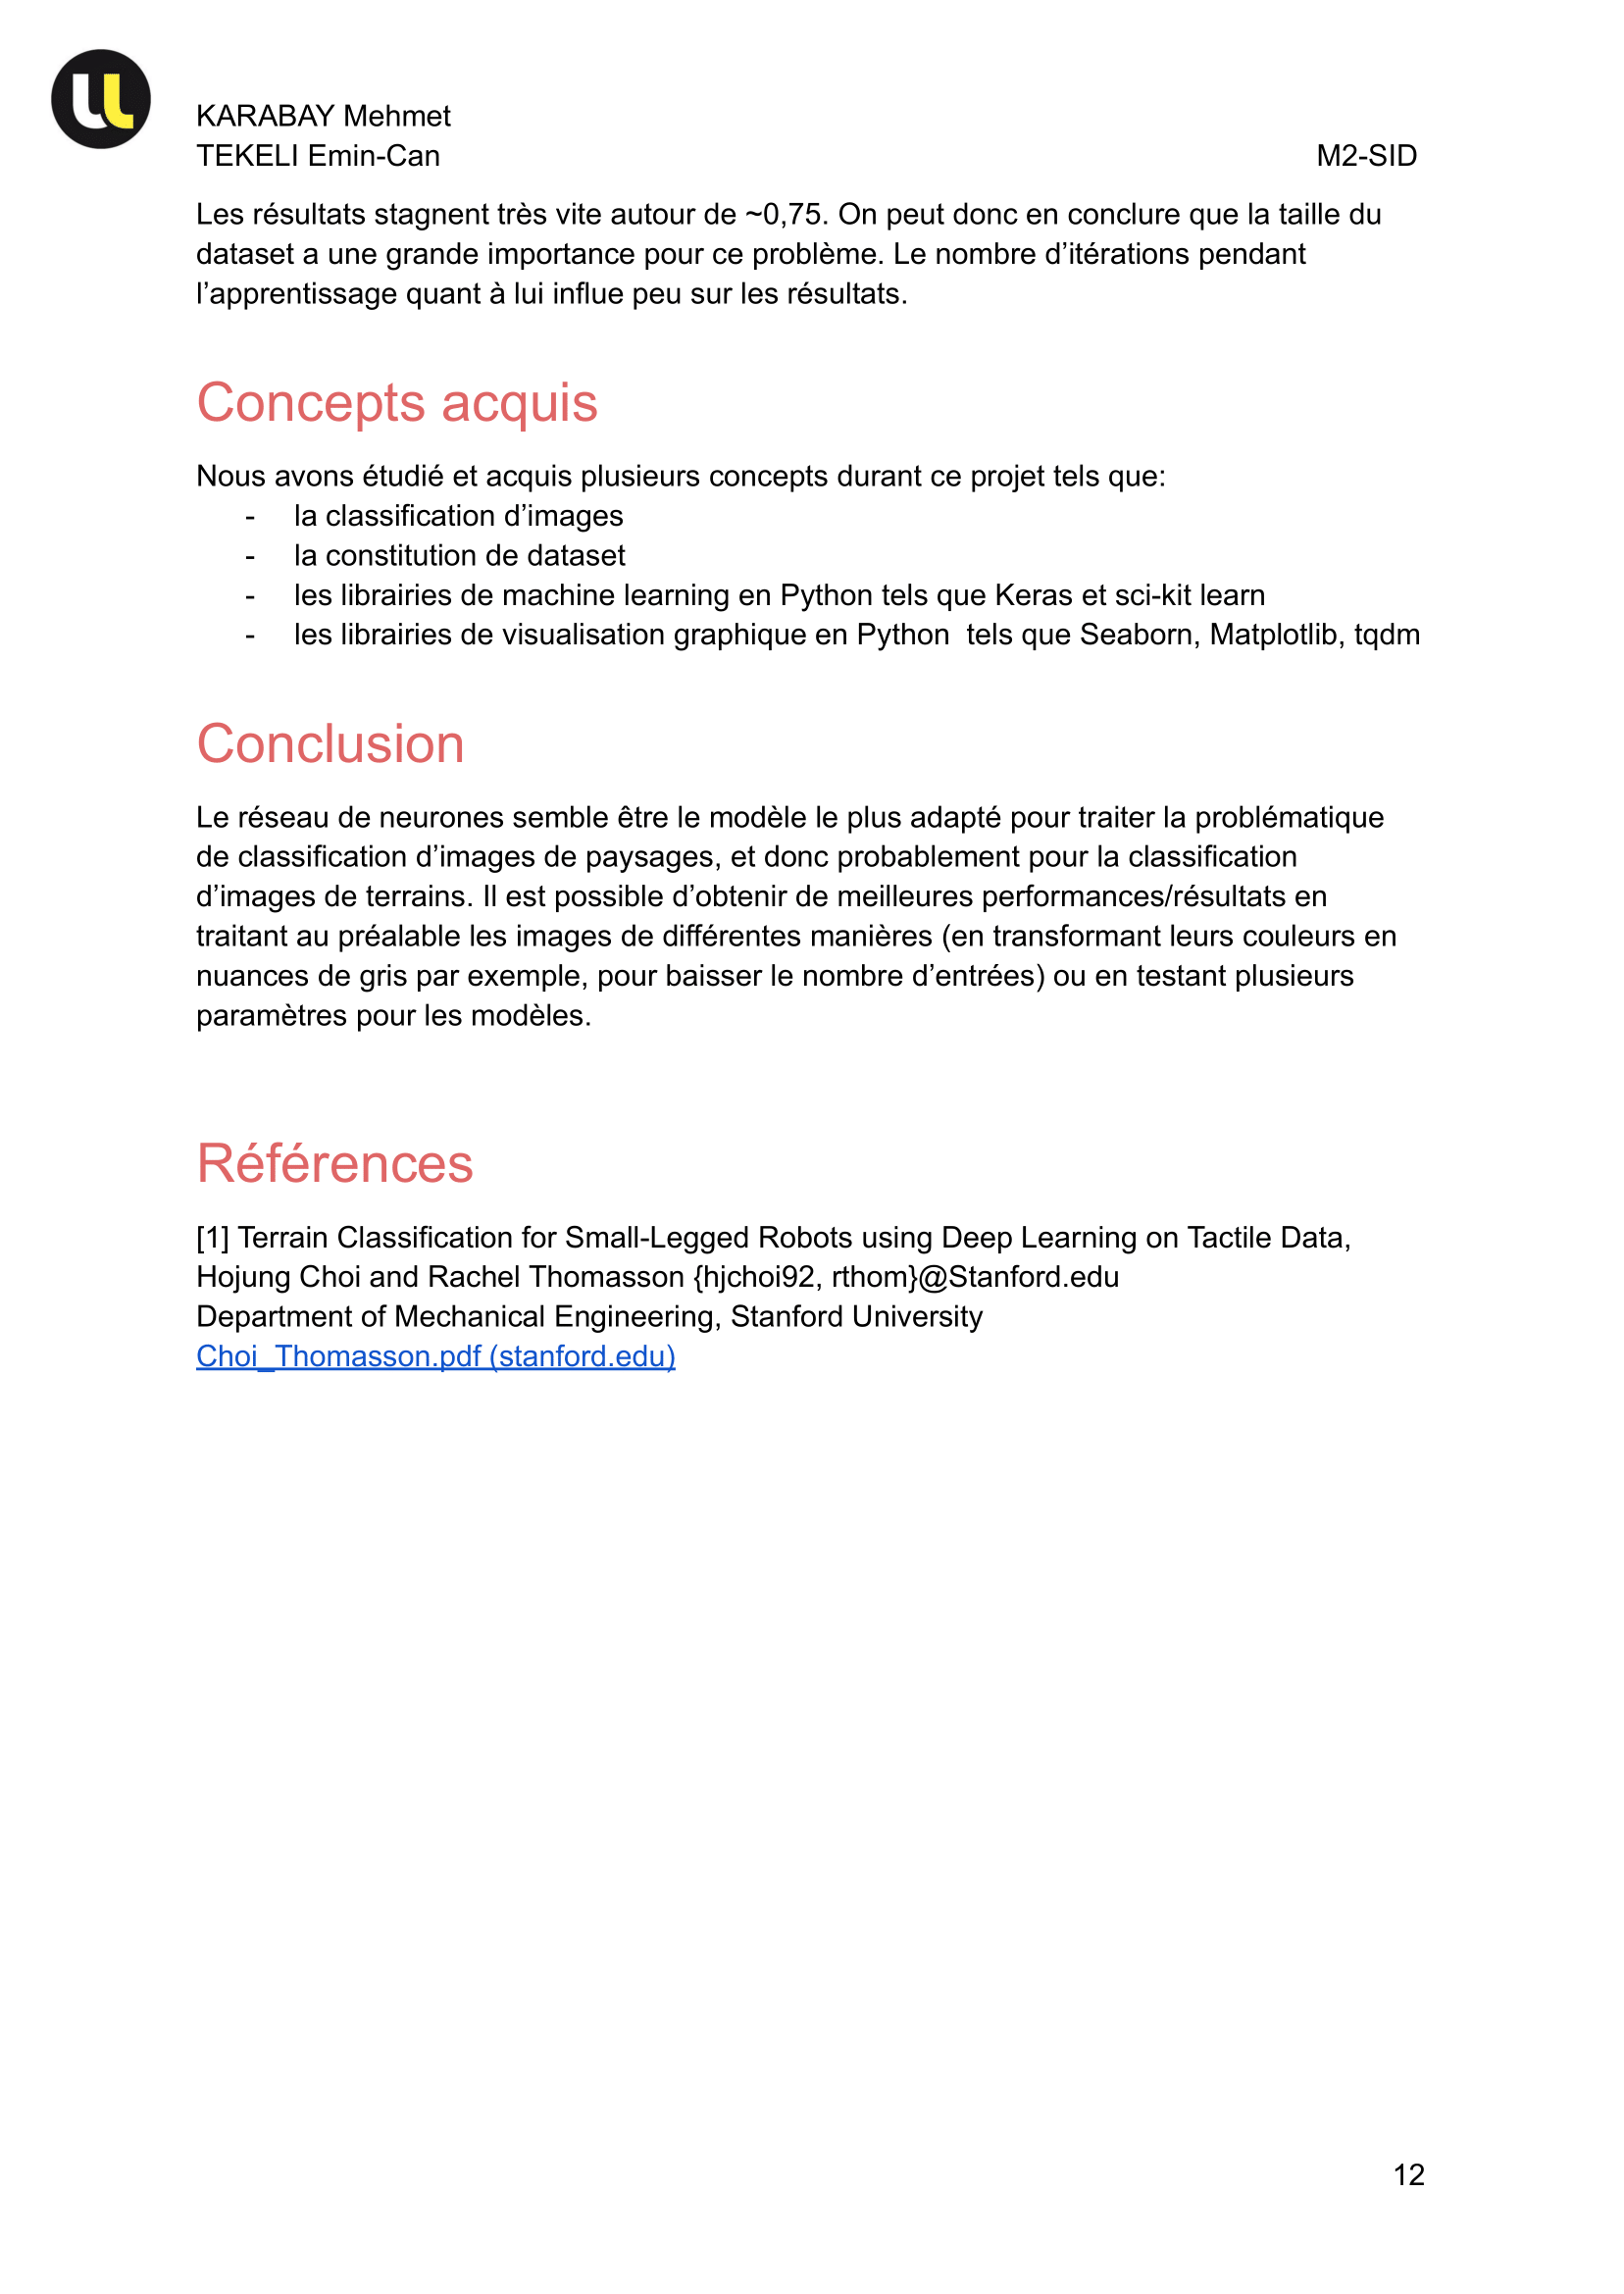 KARABAY Mehmet
TEKELI Emin-Can M2-SID
Les résultats stagnent très vite autour de ~0,75. On peut donc en conclure que la taille du
dataset a une grande importance pour ce problème. Le nombre d’itérations pendant
l’apprentissage quant à lui influe peu sur les résultats.
Concepts acquis
Nous avons étudié et acquis plusieurs concepts durant ce projet tels que:
- la classification d’images
- la constitution de dataset
- les librairies de machine learning en Python tels que Keras et sci-kit learn
- les librairies de visualisation graphique en Python  tels que Seaborn, Matplotlib, tqdm
Conclusion
Le réseau de neurones semble être le modèle le plus adapté pour traiter la problématique
de classification d’images de paysages, et donc probablement pour la classification
d’images de terrains. Il est possible d’obtenir de meilleures performances/résultats en
traitant au préalable les images de différentes manières (en transformant leurs couleurs en
nuances de gris par exemple, pour baisser le nombre d’entrées) ou en testant plusieurs
paramètres pour les modèles.
Références
[1] Terrain Classification for Small-Legged Robots using Deep Learning on Tactile Data,
Hojung Choi and Rachel Thomasson {hjchoi92, rthom}@Stanford.edu
Department of Mechanical Engineering, Stanford University
Choi_Thomasson.pdf (stanford.edu)
12